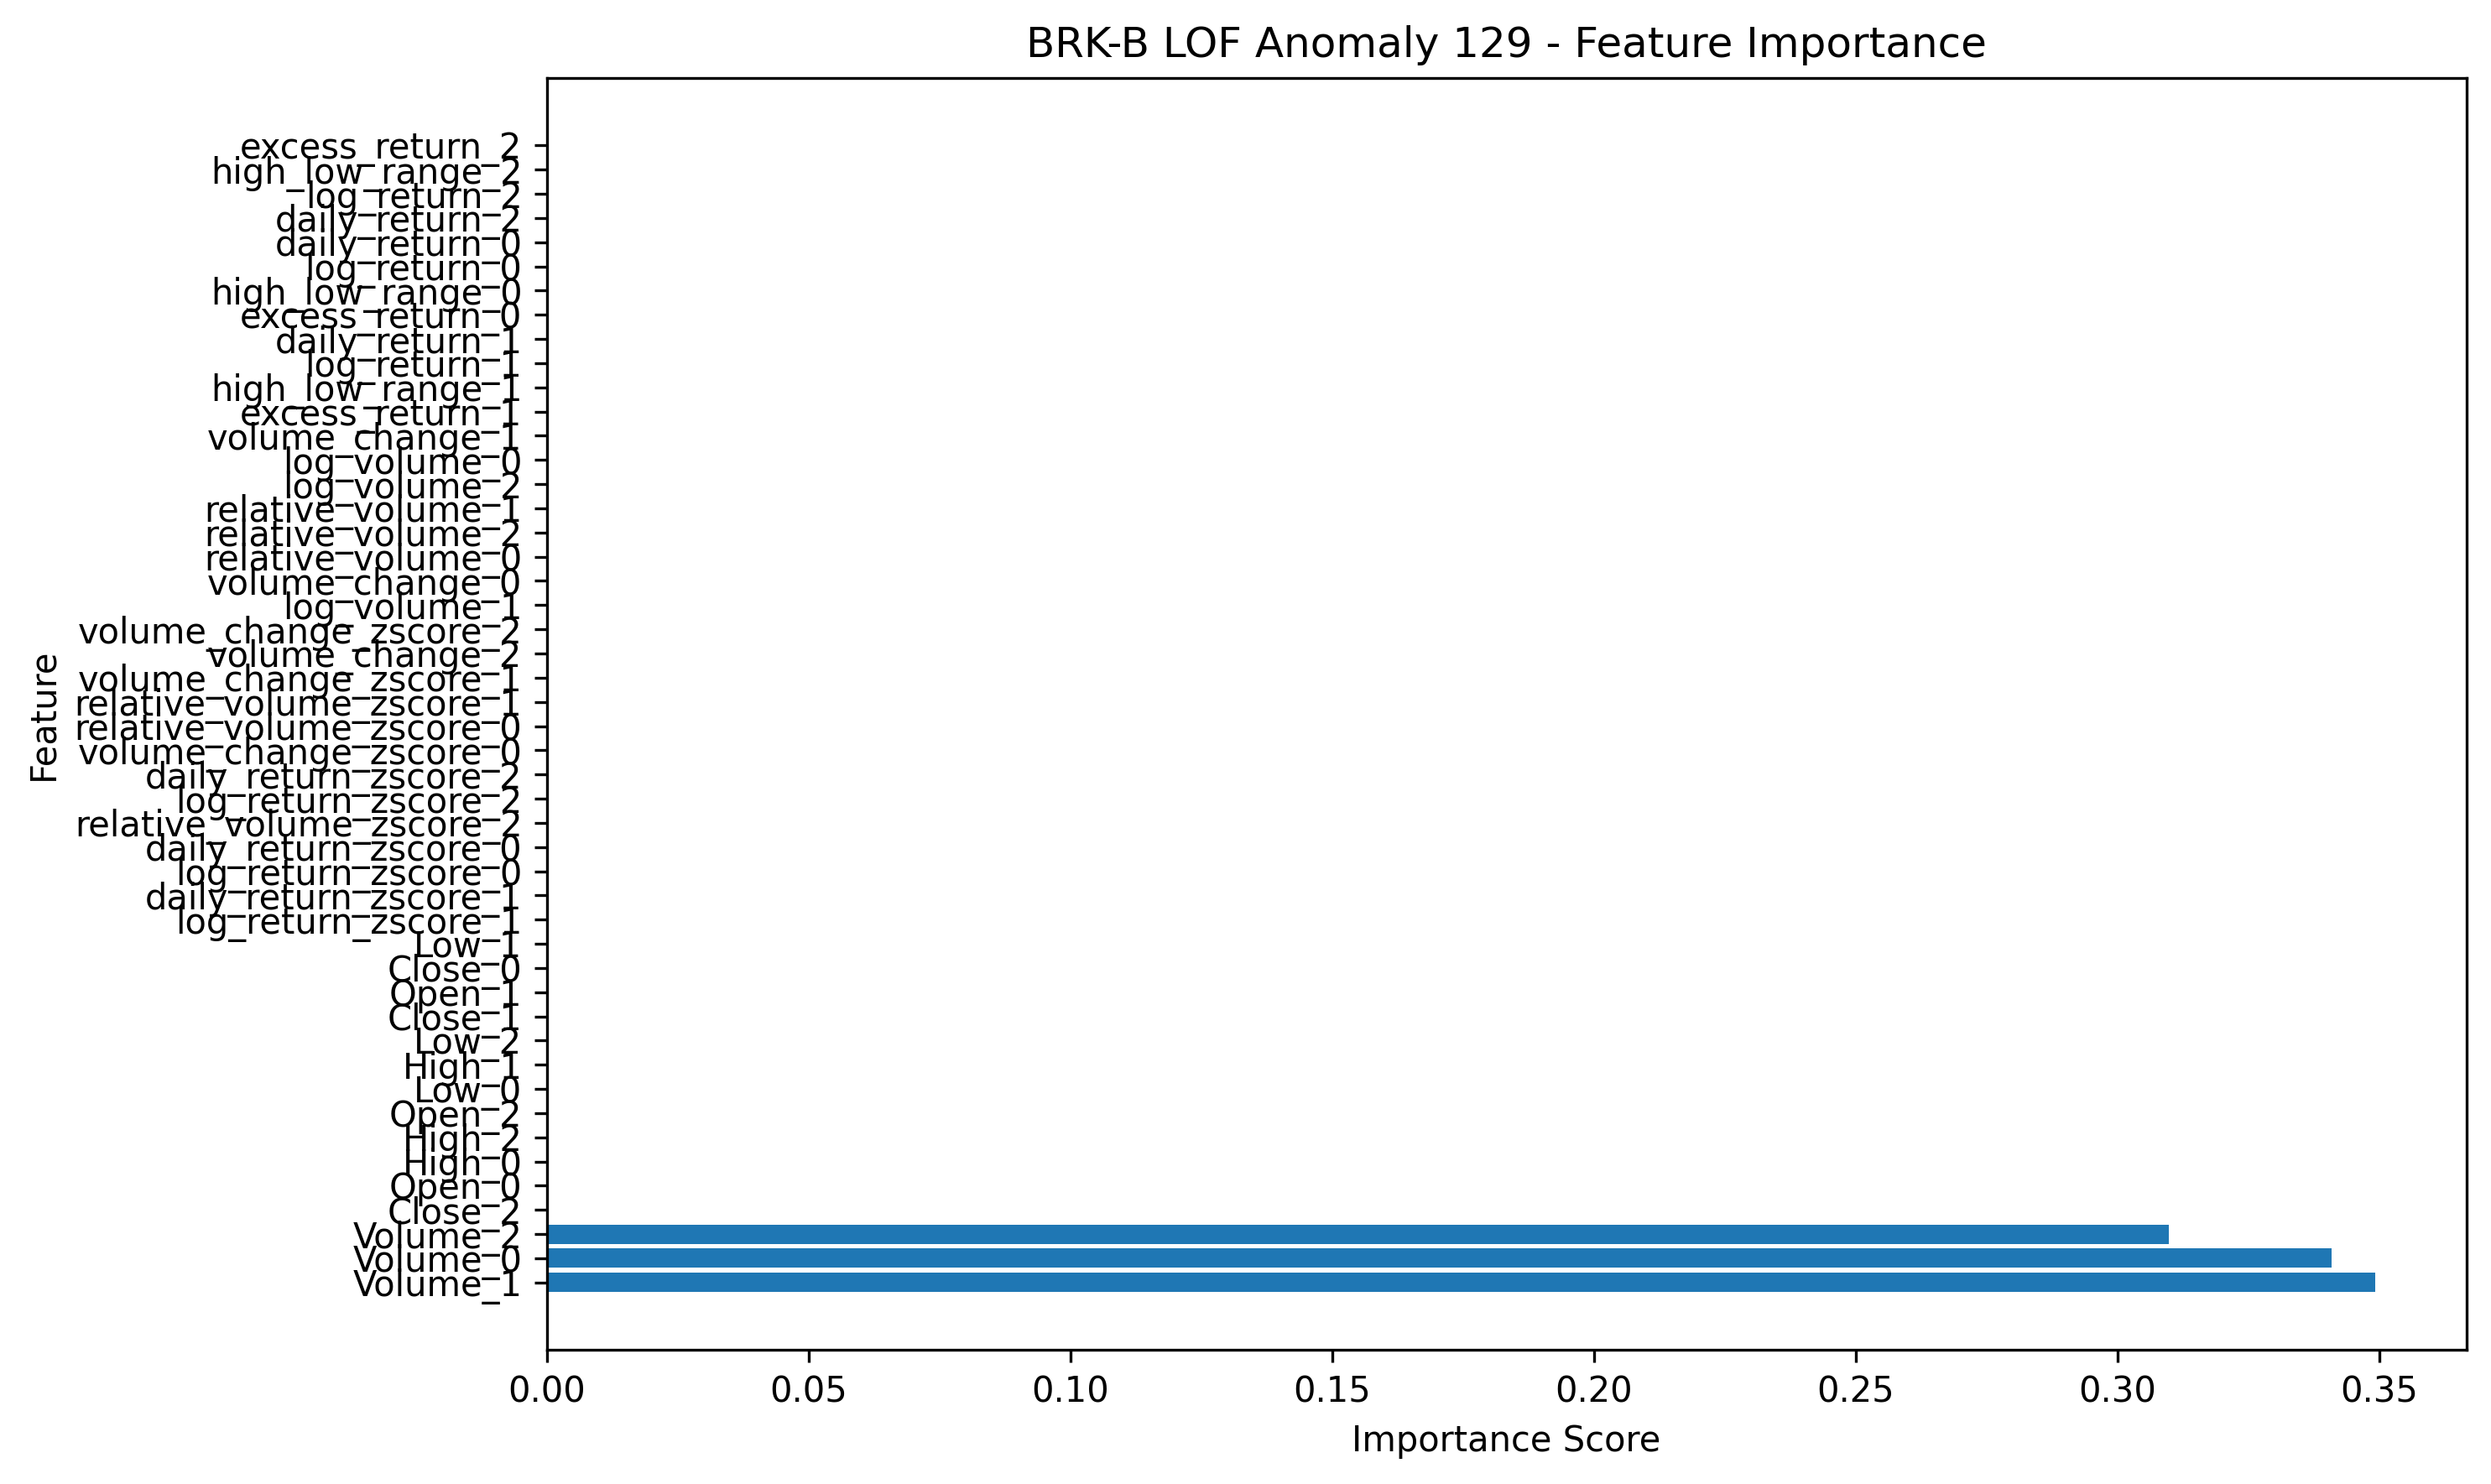 BRK-B LOF Anomaly 129 - Feature Importance
excess_return_2
high_low_range_2
log_return_2
daily_return_2
daily_return_0
log_return_0
high_low_range_0
excess_return_0
daily_return_1
log_return_1
high_low_range_1
excess_return_1
volume_change_1
log_volume_0
log_volume_2
relative_volume_1
relative_volume_2
relative_volume_0
volume_change_0
log_volume_1
volume_change_zscore_2
volume_change_2
volume_change_zscore_1
relative_volume_zscore_1
relative_volume_zscore_0
volume_change_zscore_0
daily_return_zscore_2
log_return_zscore_2
relative_volume_zscore_2
daily_return_zscore_0
log_return_zscore_0
daily_return_zscore_1
log_return_zscore_1
Low_1
Close_0
Open_1
Close_1
Low_2
High_1
Low_0
Open_2
High_2
High_0
Open_0
Close_2
Volume_2
Volume_0
Volume_1
Feature
0.00 0.05 0.10 0.15 0.20 0.25 0.30 0.35
Importance Score